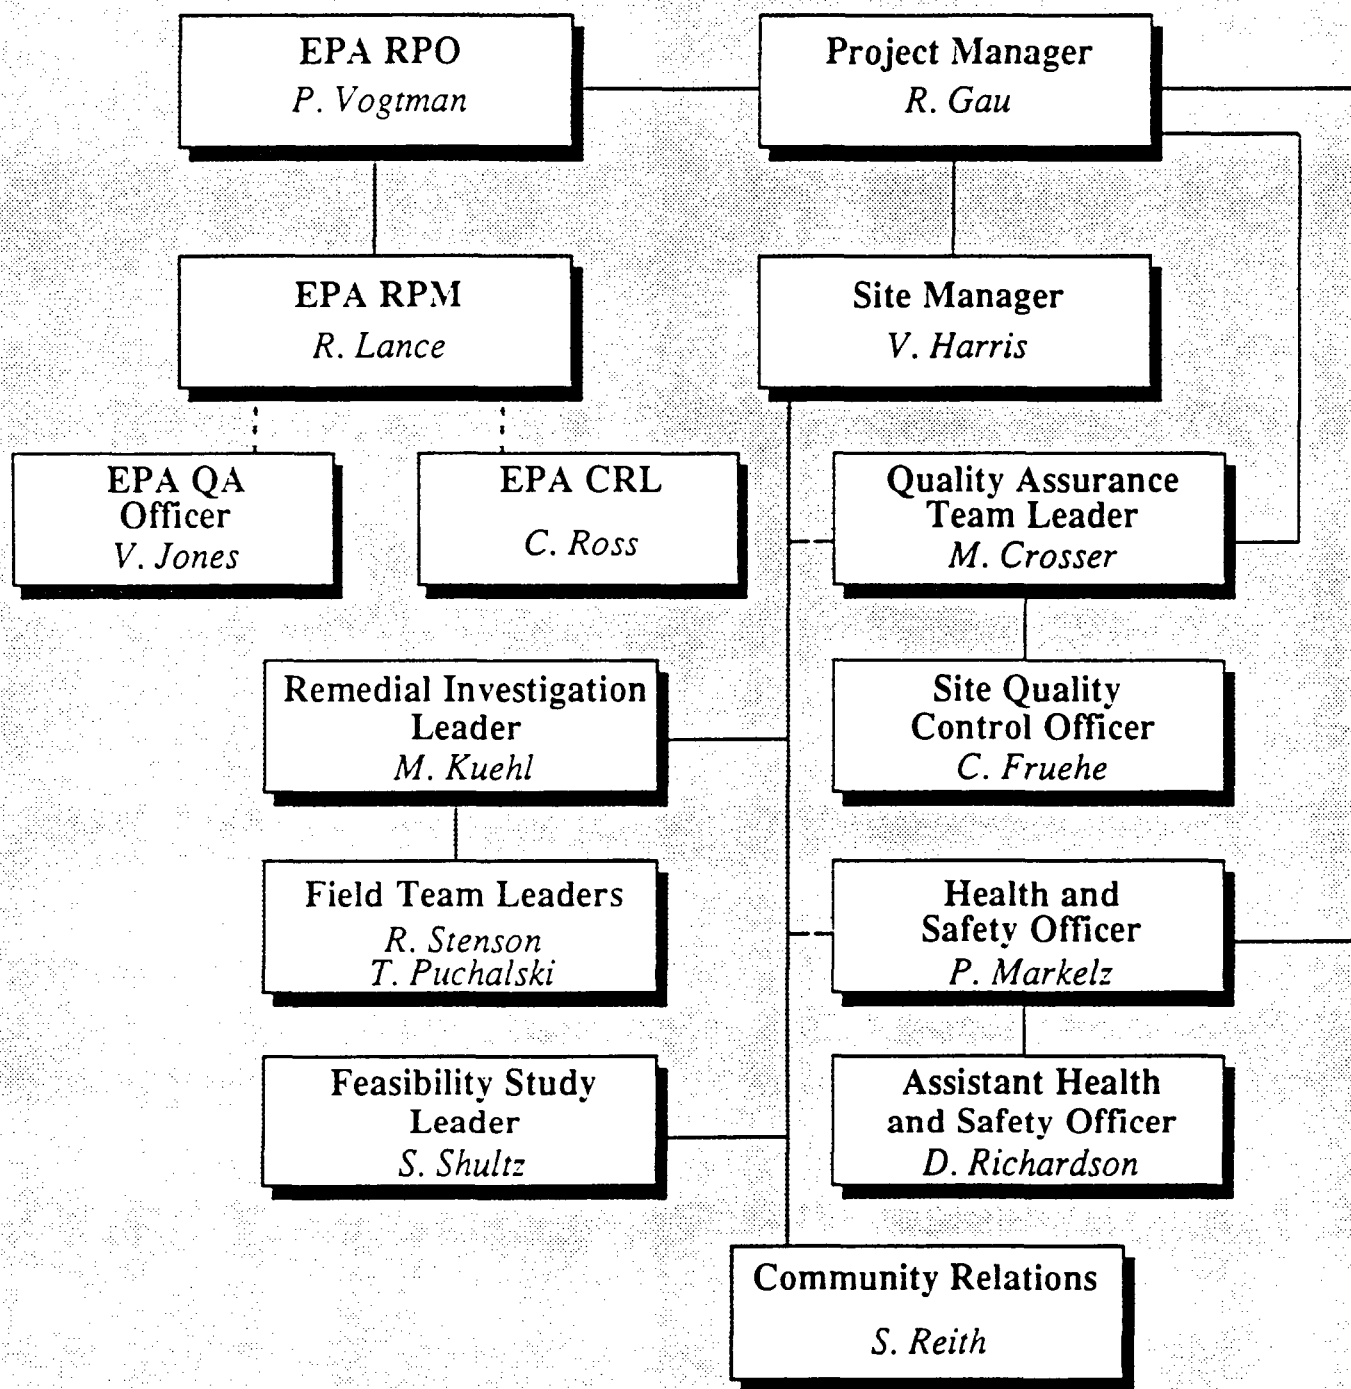 EPA RPO
P. Vogtman
Project Manager
R. Gau
EPA RPM
R. Lance
Site Manager
V. Harris
EPA QA
Officer
V. Jones
EPA CRL
C. Ross
Quality Assurance
Team Leader
M. Crosser
Remedial Investigation
Leader
M. Kuehl
Site Quality
Control Officer
C. Fruehe
Field Team Leaders
R. Stenson
T. Puchalski
Health and
Safety Officer
P. Markelz
Feasibility Study
Leader
S. Shultz
Assistant Health
and Safety Officer
D. Richardson
Community Relations
S. Reith